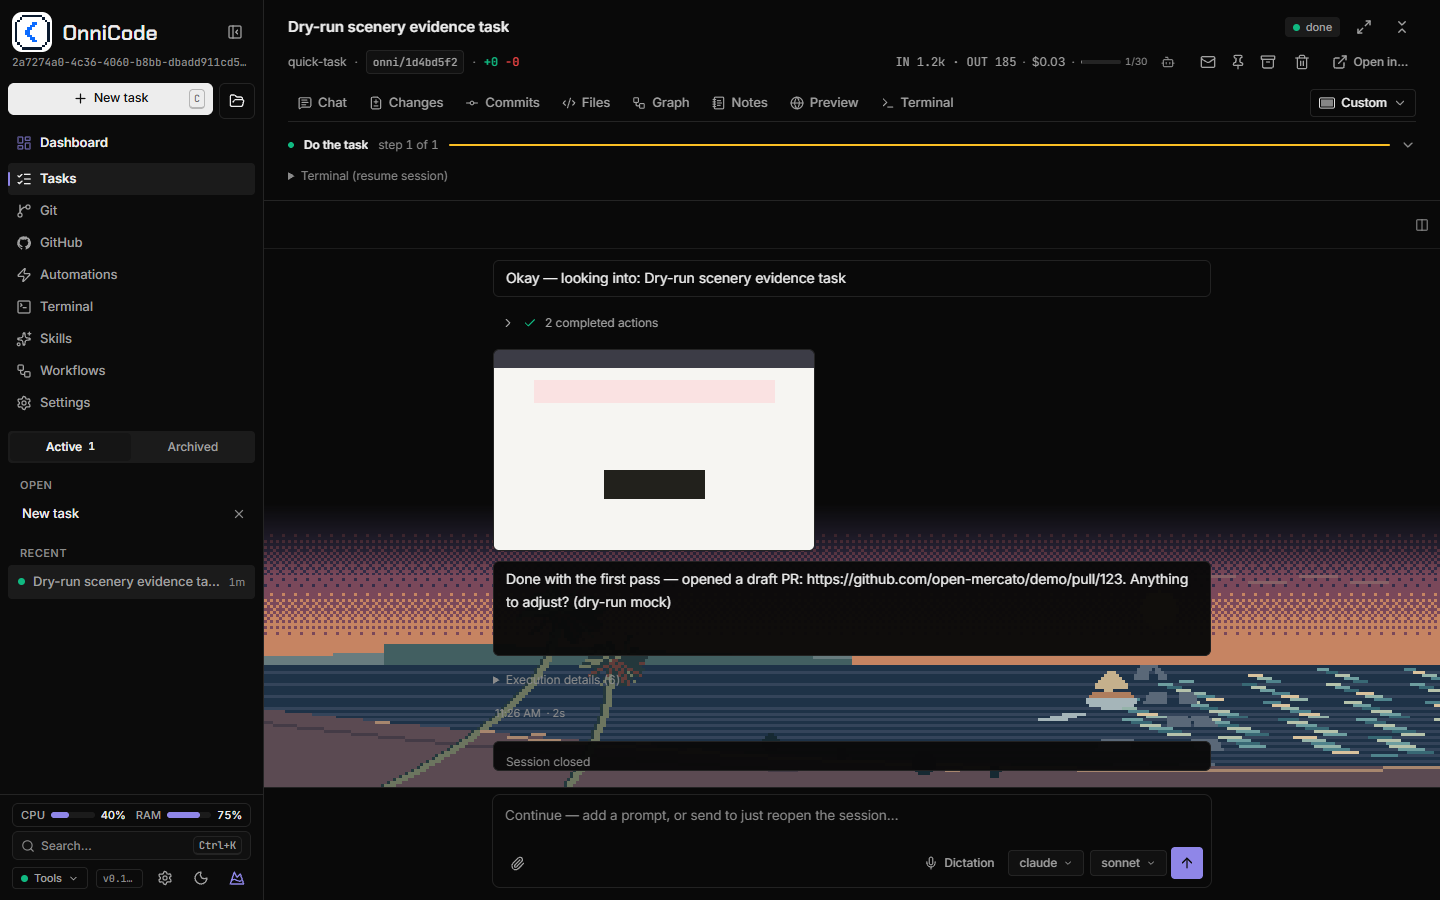 OnniCode
2a7274a0-4c36-4060-b8bb-dbadd911cd5…
New task C
Dashboard
Tasks
Git
GitHub
Automations
Terminal
Skills
Workflows
Settings
Active 1 Archived
OPEN
New task
RECENT
Dry-run scenery evidence ta… 1m
CPU 40% RAM 75%
Search… Ctrl+K
Tools v0.1…
Dry-run scenery evidence task
done
quick-task · onni/1d4bd5f2 · +0 -0
IN 1.2k · OUT 185 · $0.03 · 1/30
Open in…
Chat Changes Commits Files Graph Notes Preview Terminal
Custom
Do the task step 1 of 1
Terminal (resume session)
Okay — looking into: Dry-run scenery evidence task
2 completed actions
Done with the first pass — opened a draft PR: https://github.com/open-mercato/demo/pull/123. Anything
to adjust? (dry-run mock)
Execution details (6)
11:26 AM · 2s
Session closed
Continue — add a prompt, or send to just reopen the session…
Dictation claude sonnet